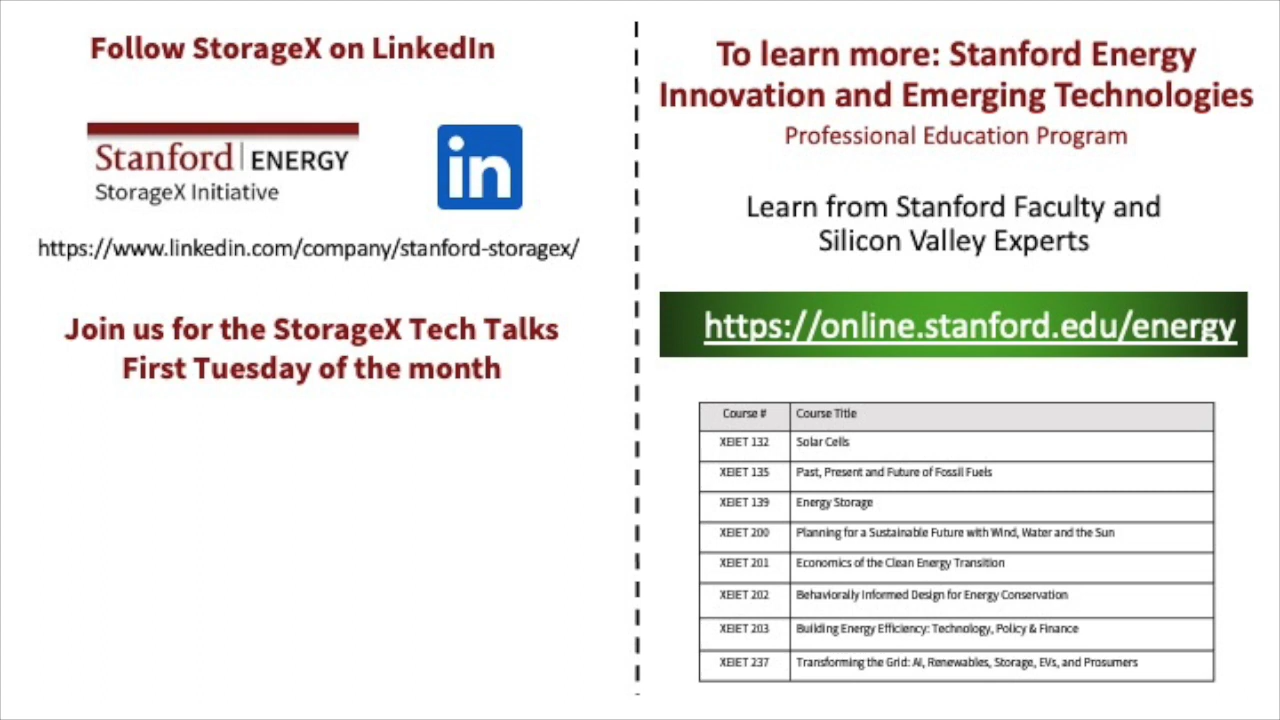 Follow StorageX on LinkedIn
Stanford ENERGY
StorageX Initiative
in
https://www.linkedin.com/company/stanford-storagex/
Join us for the StorageX Tech Talks
First Tuesday of the month
To learn more: Stanford Energy
Innovation and Emerging Technologies
Professional Education Program
Learn from Stanford Faculty and
Silicon Valley Experts
https://online.stanford.edu/energy
Course # Course Title
XEIET 132 Solar Cells
XEIET 135 Past, Present and Future of Fossil Fuels
XEIET 139 Energy Storage
XEIET 200 Planning for a Sustainable Future with Wind, Water and the Sun
XEIET 201 Economics of the Clean Energy Transition
XEIET 202 Behaviorally Informed Design for Energy Conservation
XEIET 203 Building Energy Efficiency: Technology, Policy & Finance
XEIET 237 Transforming the Grid: AI, Renewables, Storage, EVs, and Prosumers